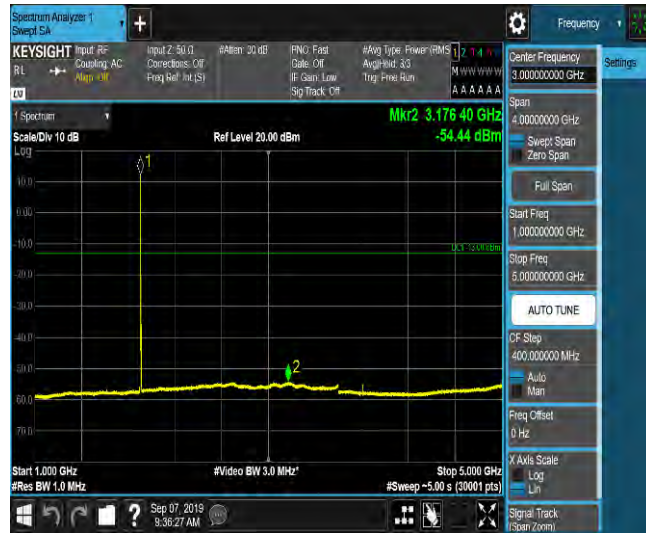 Spectrum Analyzer 1
Swept SA
+
Frequency
KEYSIGHT
RL
Input: RF
Coupling: AC
Align: Off
Input Z: 50 Ω
Corrections: Off
Freq Ref: Int (S)
#Atten: 30 dB
PNO: Fast
Gate: Off
IF Gain: Low
Sig Track: Off
#Avg Type: Power (RMS
Avg|Hold: 3/3
Trig: Free Run
1 2
M W W W W W
A A A A A A
1 Spectrum
Scale/Div 10 dB
Ref Level 20.00 dBm
Mkr2 3.176 40 GHz
-54.44 dBm
Log
1
10.0
0.00
-10.0
DL1 -13.00 dBm
-20.0
-30.0
-40.0
-50.0
2
-60.0
-70.0
Start 1.000 GHz
#Video BW 3.0 MHz*
Stop 5.000 GHz
#Res BW 1.0 MHz
#Sweep ~5.00 s (30001 pts)
Sep 07, 2019
9:36:27 AM
?
Center Frequency
3.000000000 GHz
Settings
Span
4.00000000 GHz
Swept Span
Zero Span
Full Span
Start Freq
1.000000000 GHz
Stop Freq
5.000000000 GHz
AUTO TUNE
CF Step
400.000000 MHz
Auto
Man
Freq Offset
0 Hz
X Axis Scale
Log
Lin
Signal Track
(Span Zoom)